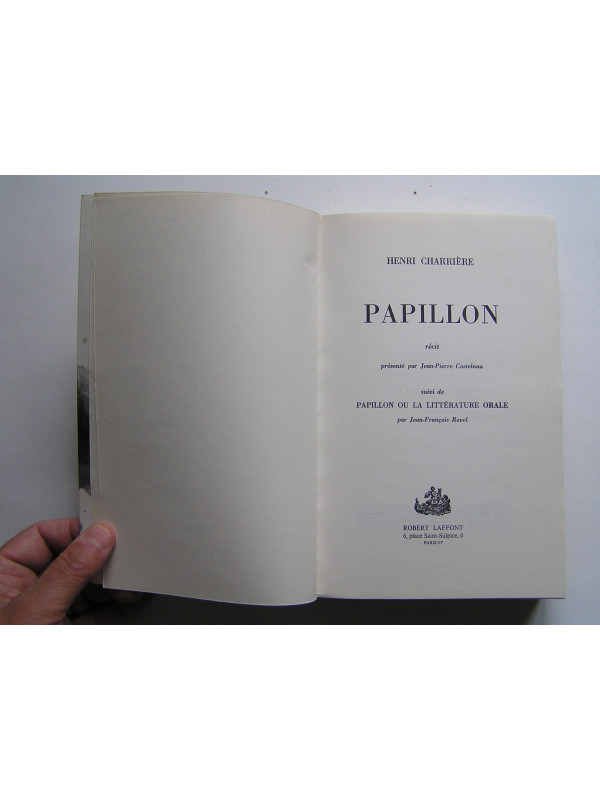 HENRI CHARRIÈRE
PAPILLON
récit
présenté par Jean-Pierre Castelnau
suivi de
PAPILLON OU LA LITTÉRATURE ORALE
par Jean-François Revel
ROBERT LAFFONT
6, place Saint-Sulpice, 6
PARIS-VIᵉ